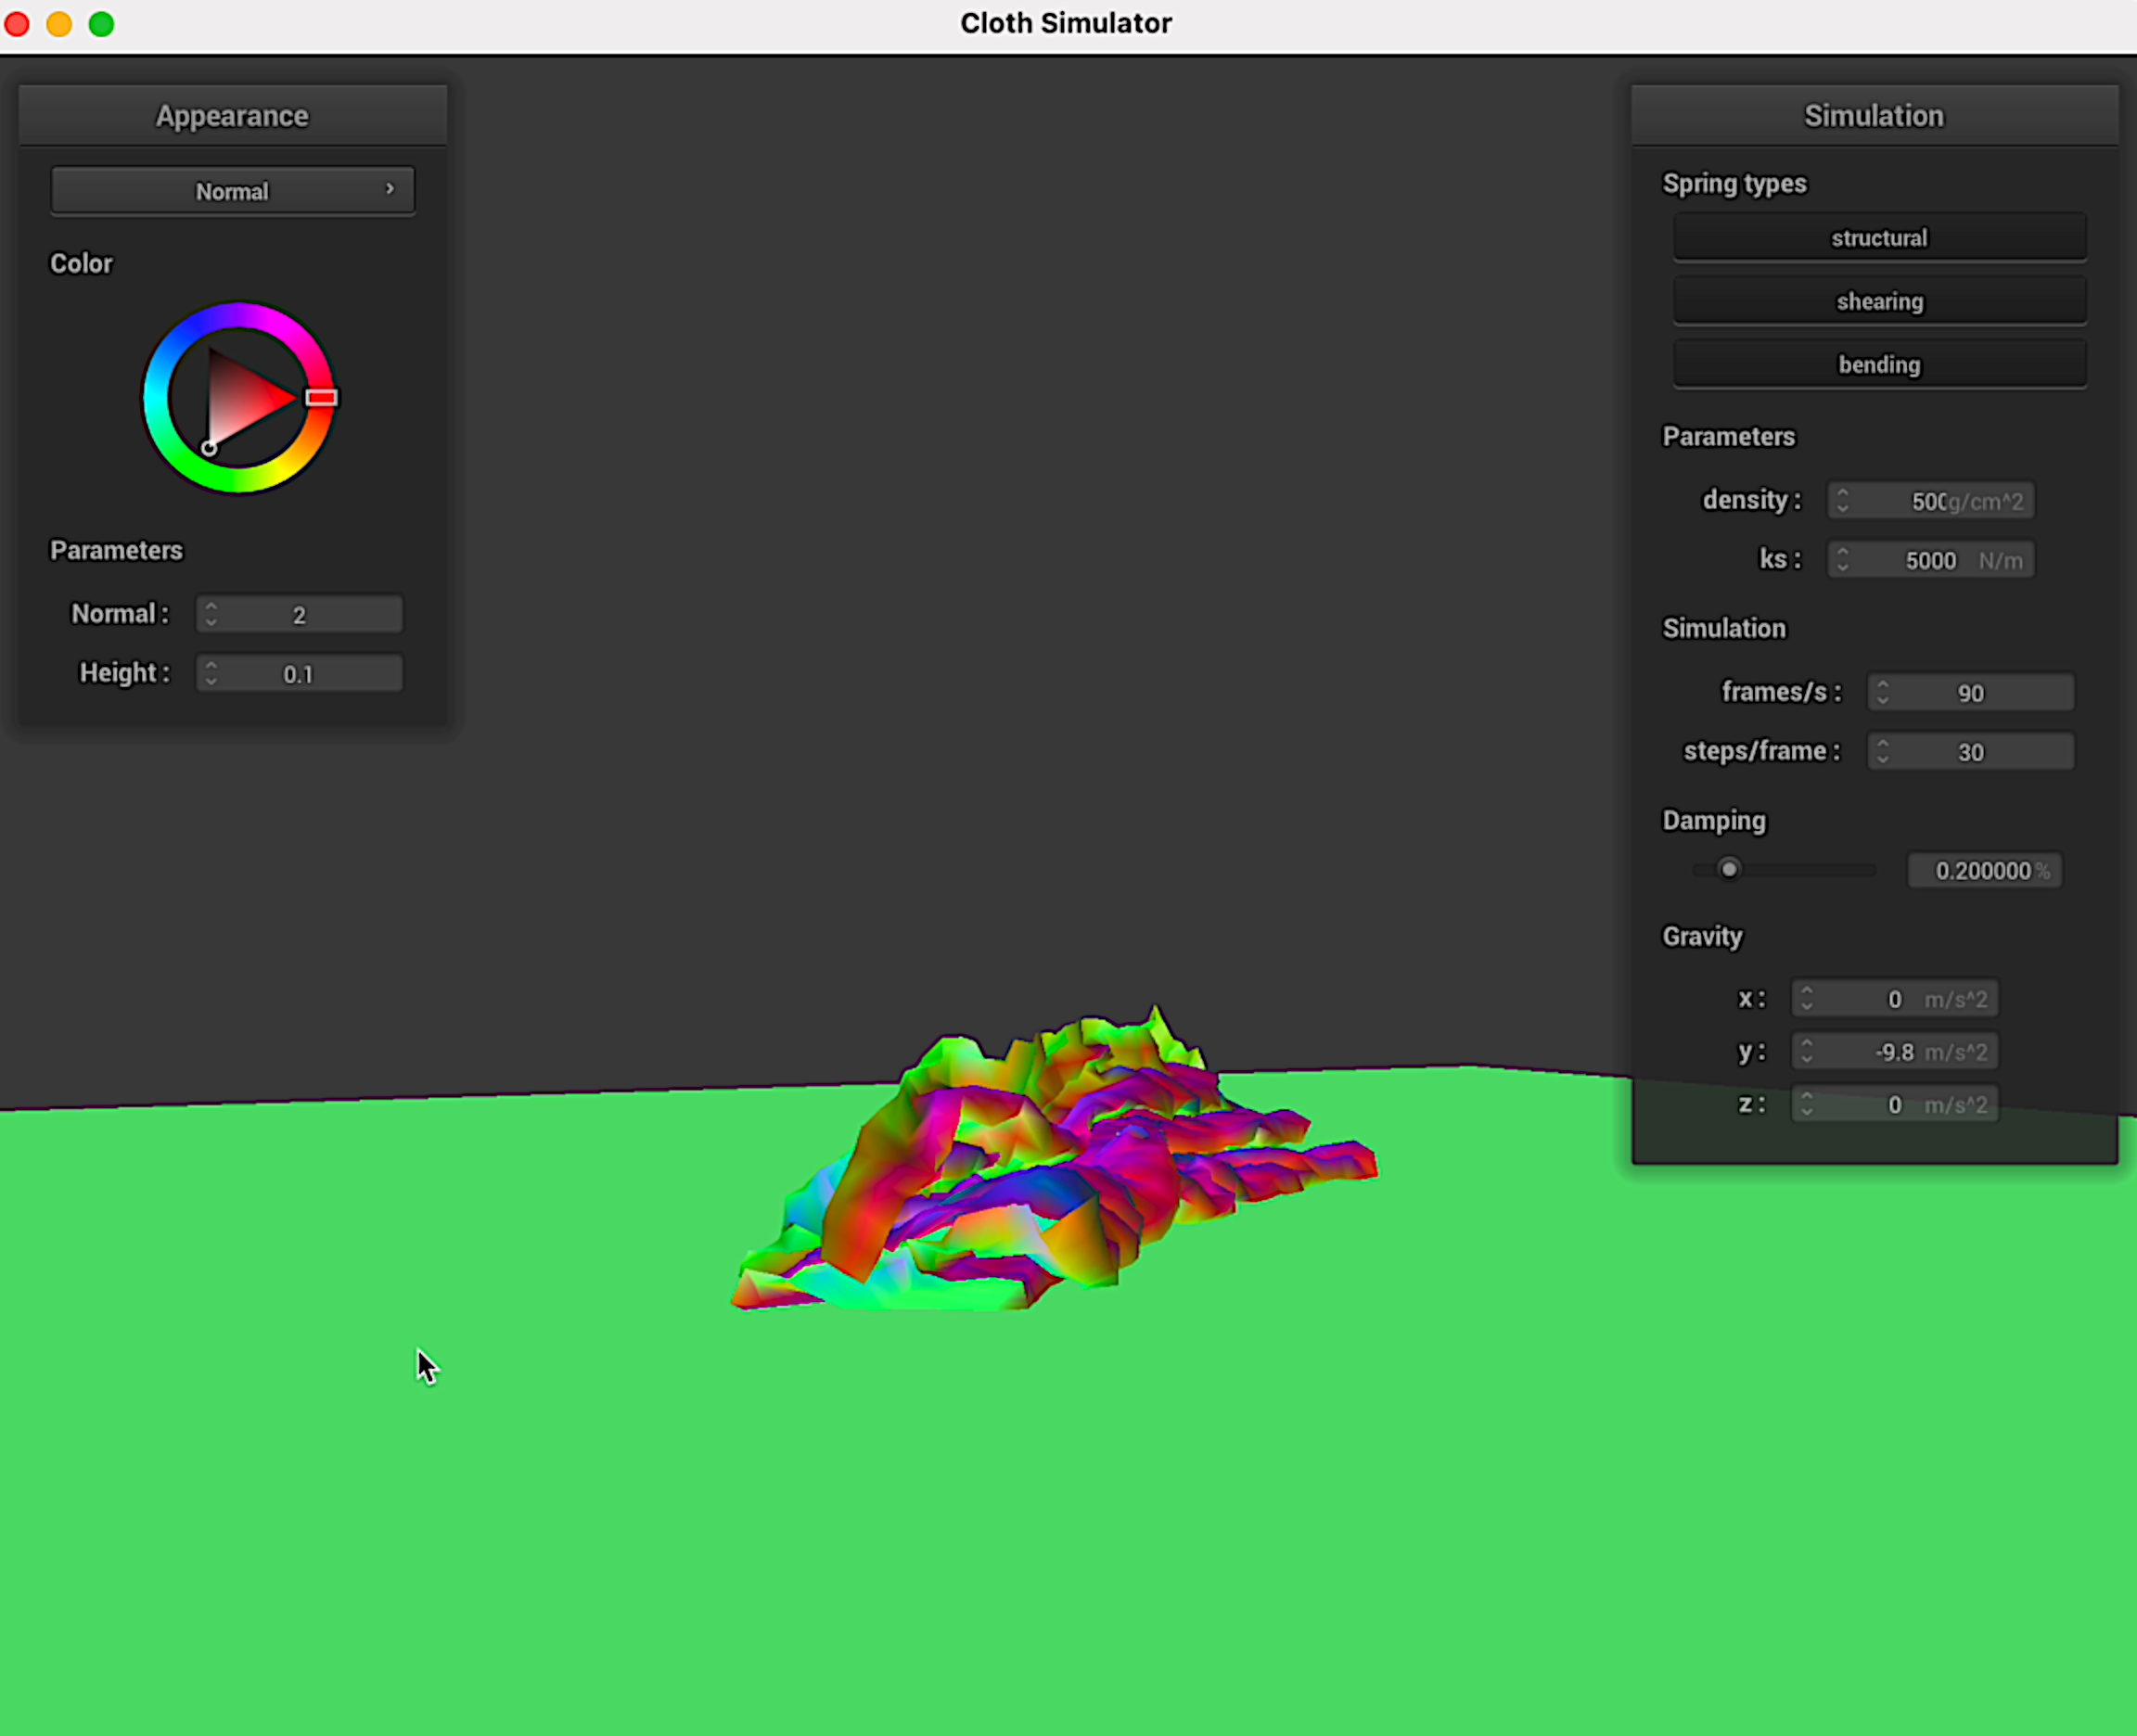 Cloth Simulator
Appearance
Normal
Color
Parameters
Normal : 2
Height : 0.1
Simulation
Spring types
structural
shearing
bending
Parameters
density : 500g/cm^2
ks : 5000 N/m
Simulation
frames/s : 90
steps/frame : 30
Damping
0.200000 %
Gravity
x : 0 m/s^2
y : -9.8 m/s^2
z : 0 m/s^2